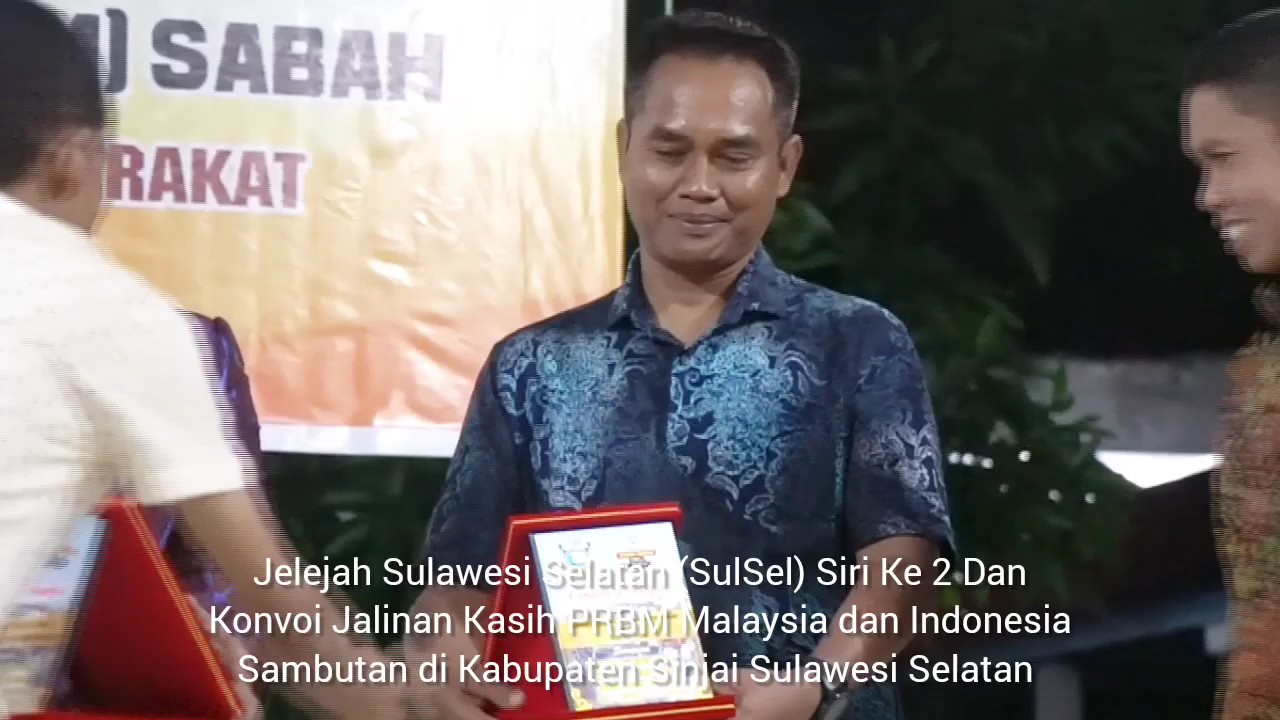 SABAH
RAKAT
Jelejah Sulawesi Selatan (SulSel) Siri Ke 2 Dan
Konvoi Jalinan Kasih PRBM Malaysia dan Indonesia
Sambutan di Kabupaten Sinjai Sulawesi Selatan